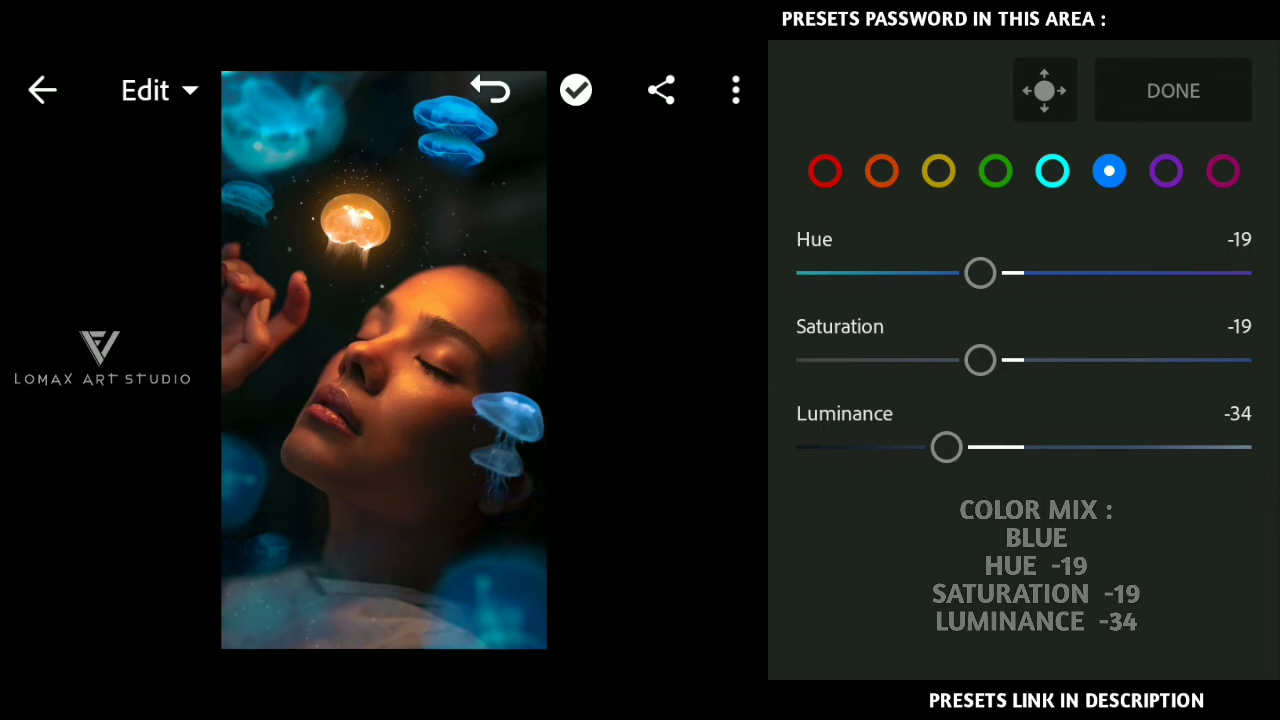 PRESETS PASSWORD IN THIS AREA :
Edit
DONE
Hue -19
Saturation -19
Luminance -34
LOMAX ART STUDIO
COLOR MIX :
BLUE
HUE -19
SATURATION -19
LUMINANCE -34
PRESETS LINK IN DESCRIPTION